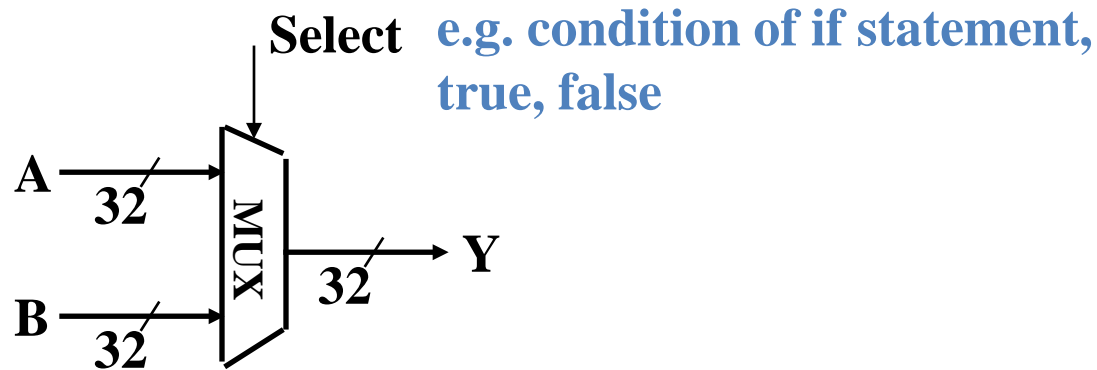 Select e.g. condition of if statement,
true, false
A
32
MUX
32
Y
B
32